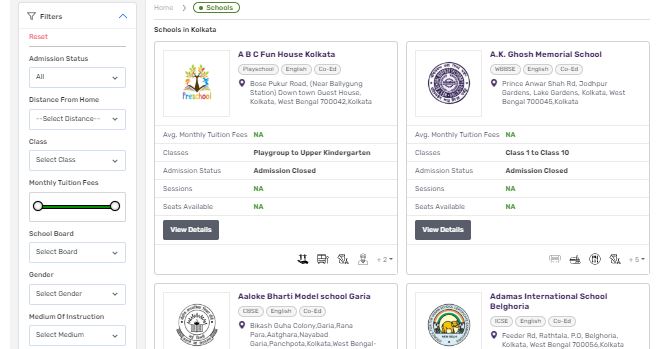 Home
Schools
Filters
Reset
Admission Status
All
Distance From Home
--Select Distance--
Class
Select Class
Monthly Tuition Fees
School Board
Select Board
Gender
Select Gender
Medium Of Instruction
Select Medium
Schools in Kolkata
A B C Fun House Kolkata
Playschool English Co-Ed
Bose Pukur Road, (Near Ballygung
Station) Down town Guest House,
Kolkata, West Bengal 700042,Kolkata
Preschool
Avg. Monthly Tuition Fees NA
Classes Playgroup to Upper Kindergarten
Admission Status Admission Closed
Sessions NA
Seats Available NA
View Details
+ 2
A.K. Ghosh Memorial School
WBBSE English Co-Ed
Prince Anwar Shah Rd, Jodhpur
Gardens, Lake Gardens, Kolkata, West
Bengal 700045,Kolkata
Avg. Monthly Tuition Fees NA
Classes Class 1 to Class 10
Admission Status Admission Closed
Sessions NA
Seats Available NA
View Details
+ 5
Aaloke Bharti Model school Garia
CBSE English Co-Ed
Bikash Guha Colony,Garia,Rana
Para,Aatghara,Nayabad
,Garia,Panchpota,Kolkata,West Bengal-
Adamas International School
Belghoria
ICSE English Co-Ed
Feeder Rd, Rathtala, P.O, Belghoria,
Kolkata, West Bengal 700056,Kolkata